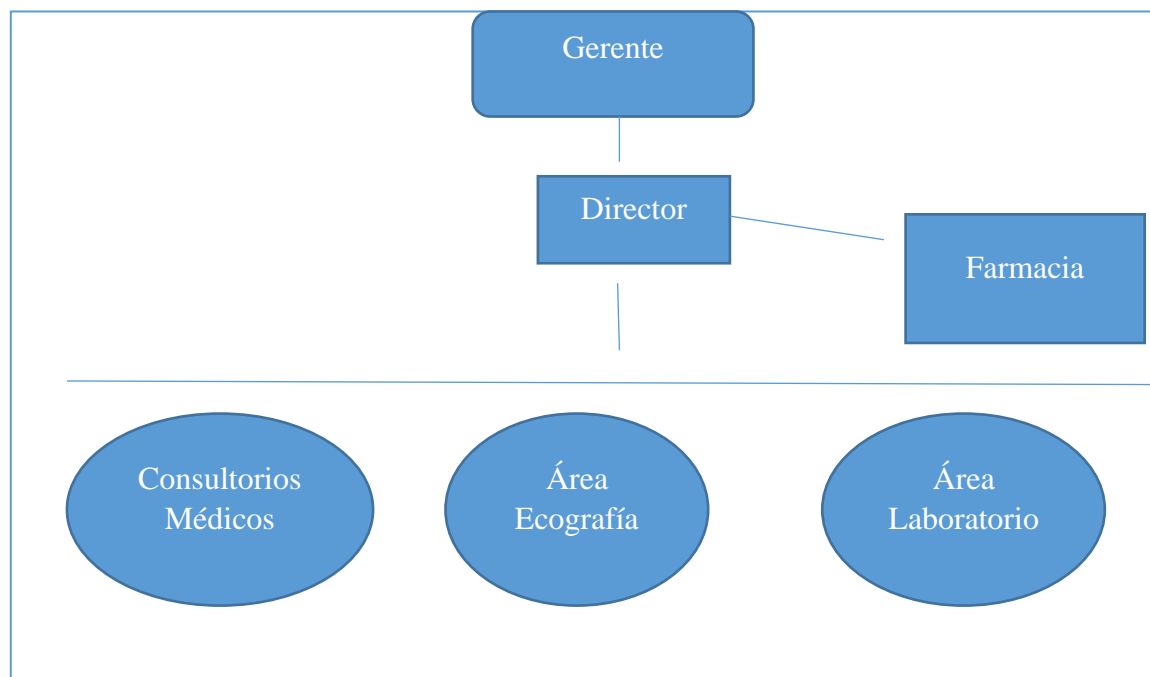 Gerente
Director
Farmacia
Consultorios
Médicos
Área
Ecografía
Área
Laboratorio